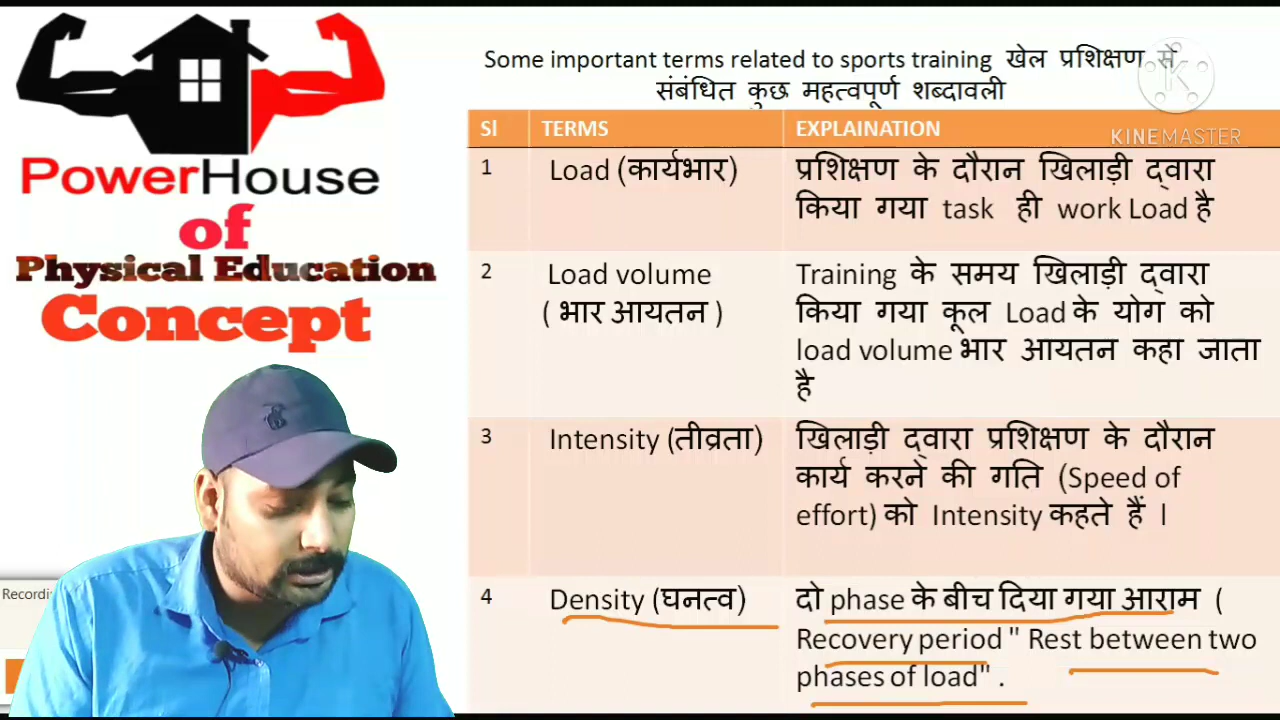 PowerHouse
of
Physical Education
Concept
Some important terms related to sports training खेल प्रशिक्षण से
संबंधित कुछ महत्वपूर्ण शब्दावली
KINEMASTER
Sl TERMS EXPLAINATION
1 Load (कार्यभार) प्रशिक्षण के दौरान खिलाड़ी द्वारा
किया गया task ही work Load है
2 Load volume Training के समय खिलाड़ी द्वारा
( भार आयतन ) किया गया कूल Load के योग को
load volume भार आयतन कहा जाता
है
3 Intensity (तीव्रता) खिलाड़ी द्वारा प्रशिक्षण के दौरान
कार्य करने की गति (Speed of
effort) को Intensity कहते हैं ।
4 Density (घनत्व) दो phase के बीच दिया गया आराम (
Recovery period " Rest between two
phases of load" .